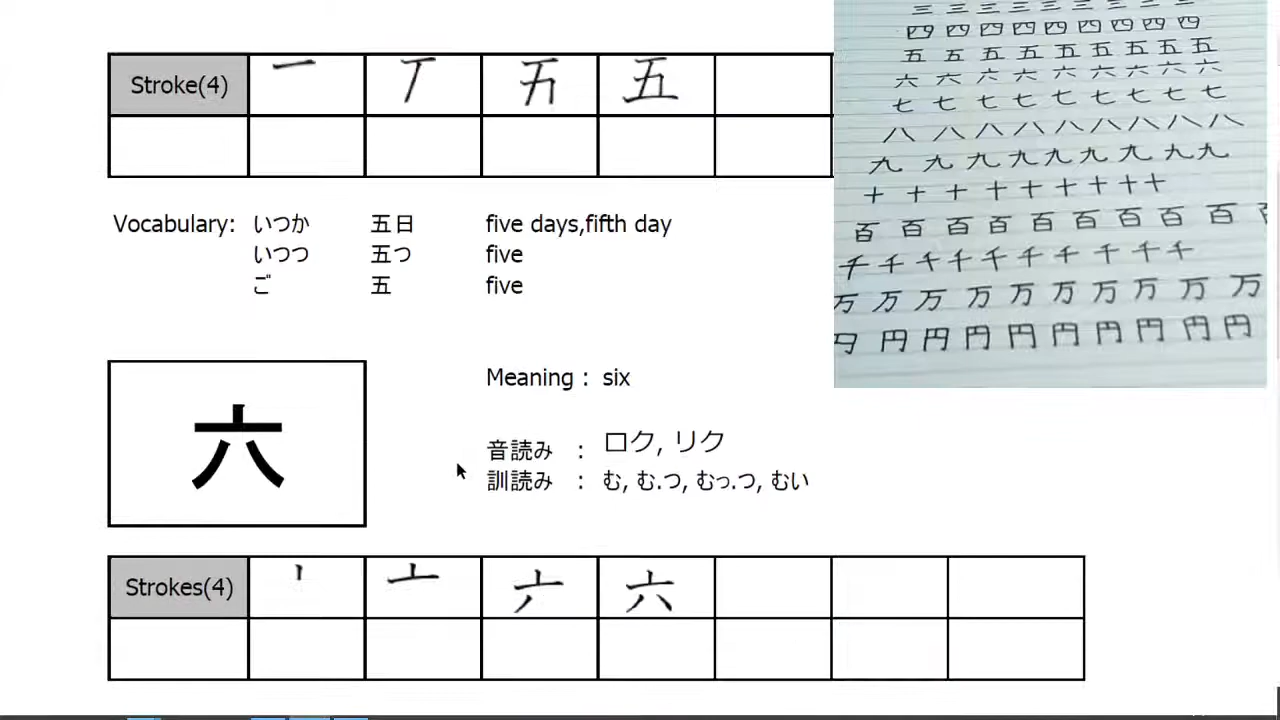 Stroke(4) 一 丅 五
Vocabulary: いつか 五日 five days,fifth day
いつつ 五つ five
ご 五 five
六
Meaning : six
音読み : ロク, リク
訓読み : む, む.つ, むっ.つ, むい
Strokes(4) 丶 亠 六
三 三 三 三 三 三 三 三 三
四 四 四 四 四 四 四 四 四
五 五 五 五 五 五 五 五 五
六 六 六 六 六 六 六 六 六
七 七 七 七 七 七 七 七 七
八 八 八 八 八 八 八 八 八
九 九 九 九 九 九 九 九 九
十 十 十 十 十 十 十 十 十
百 百 百 百 百 百 百 百 百
千 千 千 千 千 千 千 千 千
万 万 万 万 万 万 万 万 万 万
円 円 円 円 円 円 円 円 円 円